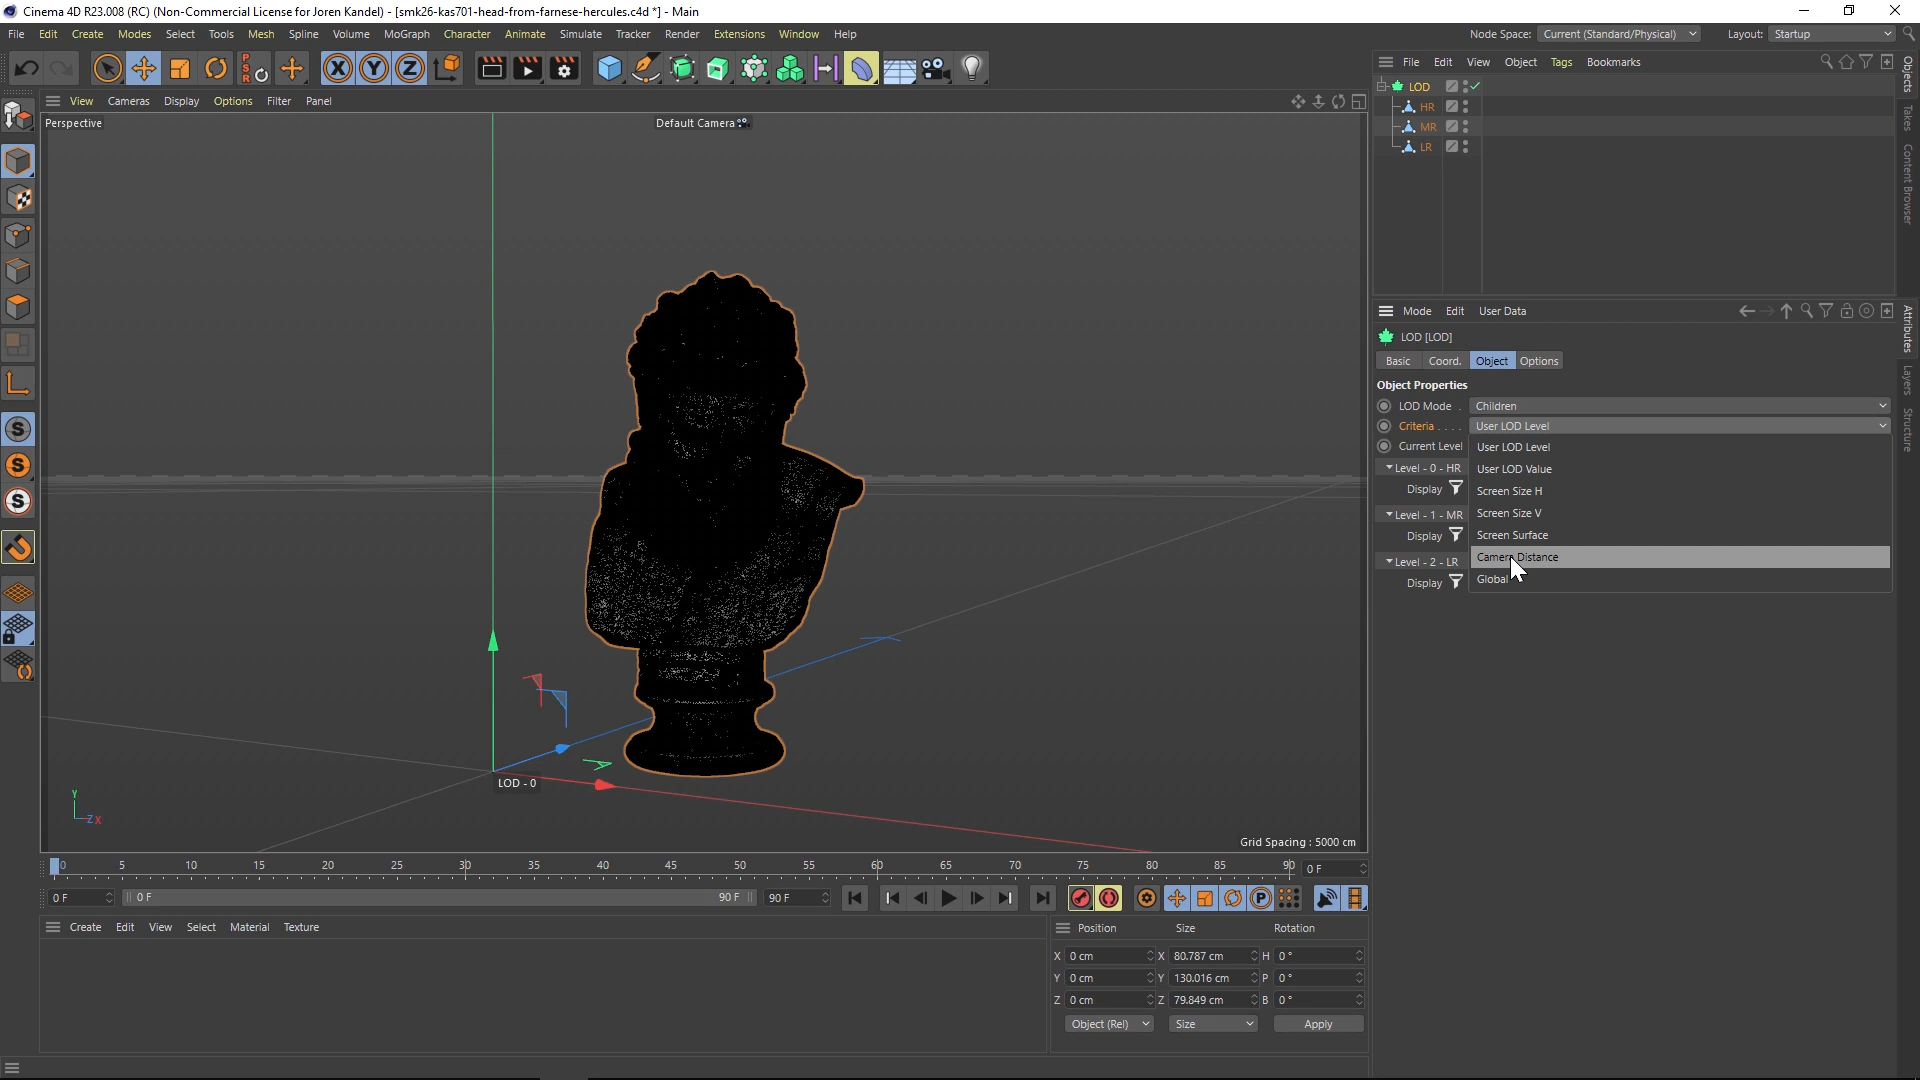 Cinema 4D R23.008 (RC) (Non-Commercial License for Joren Kandel) - [smk26-kas701-head-from-farnese-hercules.c4d *] - Main
File Edit Create Modes Select Tools Mesh Spline Volume MoGraph Character Animate Simulate Tracker Render Extensions Window Help
Node Space: Current (Standard/Physical) Layout: Startup
PSR X Y Z
File Edit View Object Tags Bookmarks
View Cameras Display Options Filter Panel
Perspective
Default Camera
LOD
HR
MR
LR
Objects
Takes
Content Browser
Mode Edit User Data
LOD [LOD]
Basic Coord. Object Options
Object Properties
LOD Mode . Children
Criteria . . . . User LOD Level
Current Level
User LOD Level
User LOD Value
Screen Size H
Screen Size V
Screen Surface
Camera Distance
Global
Level - 0 - HR
Display
Level - 1 - MR
Display
Level - 2 - LR
Display
Attributes
Layers
Structure
S
S
S
LOD - 0
Y
Z X
Grid Spacing : 5000 cm
0 5 10 15 20 25 30 35 40 45 50 55 60 65 70 75 80 85 90 0 F
0 F 0 F 90 F 90 F P
Create Edit View Select Material Texture
Position Size Rotation
X 0 cm X 80.787 cm H 0 °
Y 0 cm Y 130.016 cm P 0 °
Z 0 cm Z 79.849 cm B 0 °
Object (Rel) Size Apply